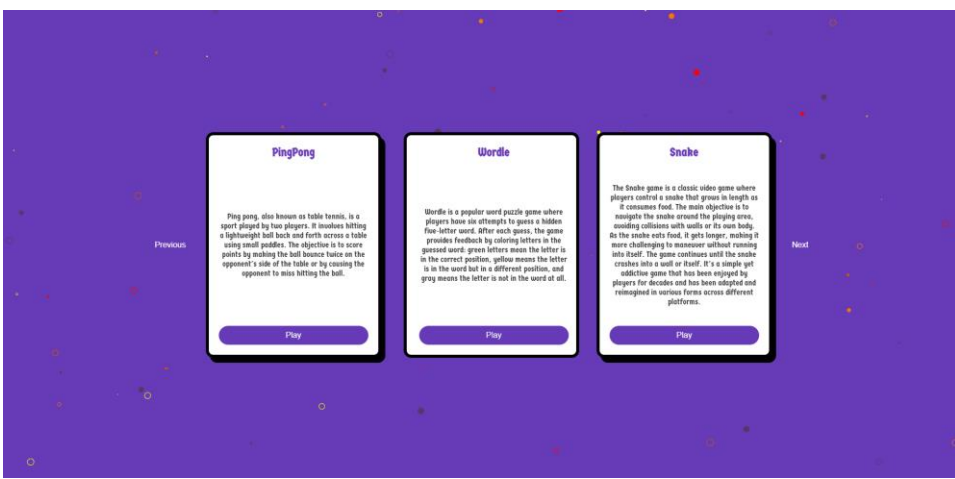 PingPong
Ping pong, also known as table tennis, is a
sport played by two players. It involves hitting
a lightweight ball back and forth across a table
using small paddles. The objective is to score
points by making the ball bounce twice on the
opponent's side of the table or by causing the
opponent to miss hitting the ball.
Play
Wordle
Wordle is a popular word puzzle game where
players have six attempts to guess a hidden
five-letter word. After each guess, the game
provides feedback by coloring letters in the
guessed word: green letters mean the letter is
in the correct position, yellow means the letter
is in the word but in a different position, and
gray means the letter is not in the word at all.
Play
Snake
The Snake game is a classic video game where
players control a snake that grows in length as
it consumes food. The main objective is to
navigate the snake around the playing area,
avoiding collisions with walls or its own body.
As the snake eats food, it gets longer, making it
more challenging to maneuver without running
into itself. The game continues until the snake
crashes into a wall or itself. It's a simple yet
addictive game that has been enjoyed by
players for decades and has been adapted and
reimagined in various forms across different
platforms.
Play
Previous
Next